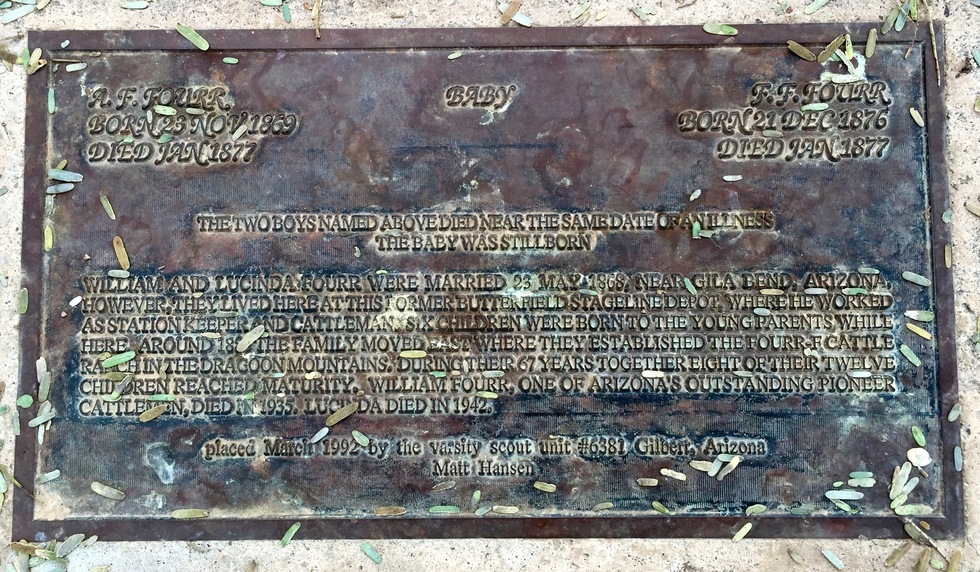 A. F. FOURR BABY F. F. FOURR
BORN 23 NOV 1869 BORN 21 DEC 1876
DIED JAN 1877 DIED JAN 1877
THE TWO BOYS NAMED ABOVE DIED NEAR THE SAME DATE OF AN ILLNESS
THE BABY WAS STILLBORN
WILLIAM AND LUCINDA FOURR WERE MARRIED 23 MAY 1868, NEAR GILA BEND, ARIZONA.
HOWEVER, THEY LIVED HERE AT THIS FORMER BUTTERFIELD STAGELINE DEPOT, WHERE HE WORKED
AS STATION KEEPER AND CATTLEMAN. SIX CHILDREN WERE BORN TO THE YOUNG PARENTS WHILE
HERE. AROUND THE FAMILY MOVED EAST WHERE THEY ESTABLISHED THE FOURR-F CATTLE
RANCH IN THE DRAGOON MOUNTAINS. DURING THEIR 67 YEARS TOGETHER EIGHT OF THEIR TWELVE
CHILDREN REACHED MATURITY. WILLIAM FOURR, ONE OF ARIZONA'S OUTSTANDING PIONEER
CATTLEMEN, DIED IN 1935. LUCINDA DIED IN 1942.
placed March 1992 by the varsity scout unit #6381 Gilbert, Arizona
Matt Hansen